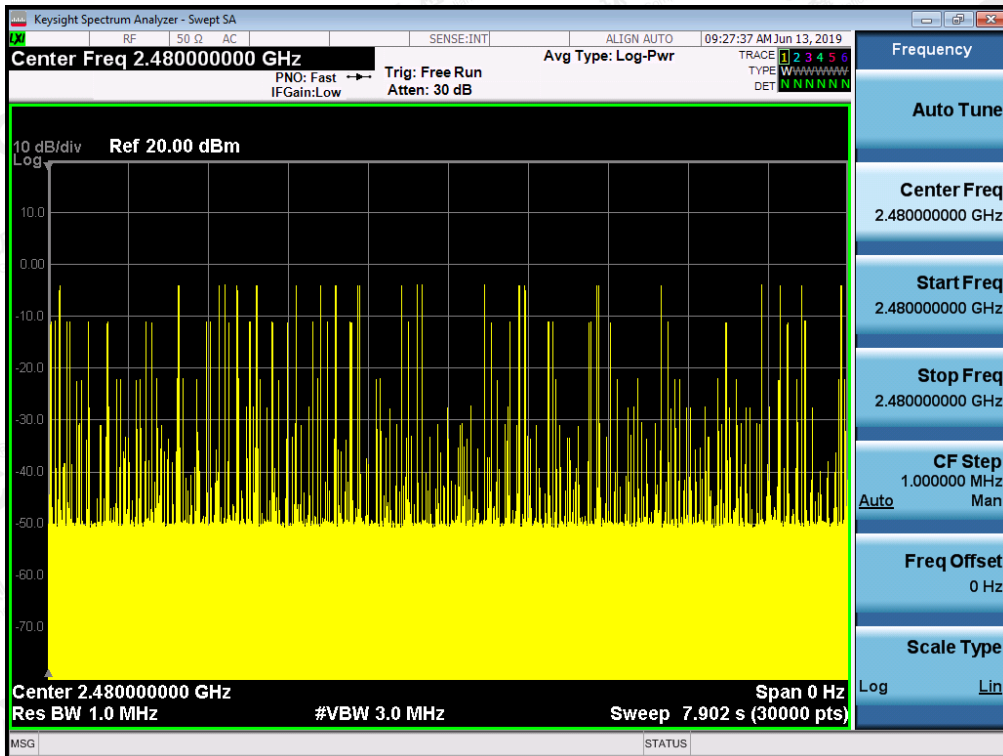 Keysight Spectrum Analyzer - Swept SA
LXI RF 50 Ω AC SENSE:INT ALIGN AUTO 09:27:37 AM Jun 13, 2019
Center Freq 2.480000000 GHz
PNO: Fast
IFGain:Low
Trig: Free Run
Atten: 30 dB
Avg Type: Log-Pwr
TRACE 1 2 3 4 5 6
TYPE W W W W W W
DET N N N N N N
10 dB/div Ref 20.00 dBm
Log
10.0
0.00
-10.0
-20.0
-30.0
-40.0
-50.0
-60.0
-70.0
Center 2.480000000 GHz Span 0 Hz
Res BW 1.0 MHz #VBW 3.0 MHz Sweep 7.902 s (30000 pts)
MSG STATUS
Frequency
Auto Tune
Center Freq
2.480000000 GHz
Start Freq
2.480000000 GHz
Stop Freq
2.480000000 GHz
CF Step
1.000000 MHz
Auto Man
Freq Offset
0 Hz
Scale Type
Log Lin